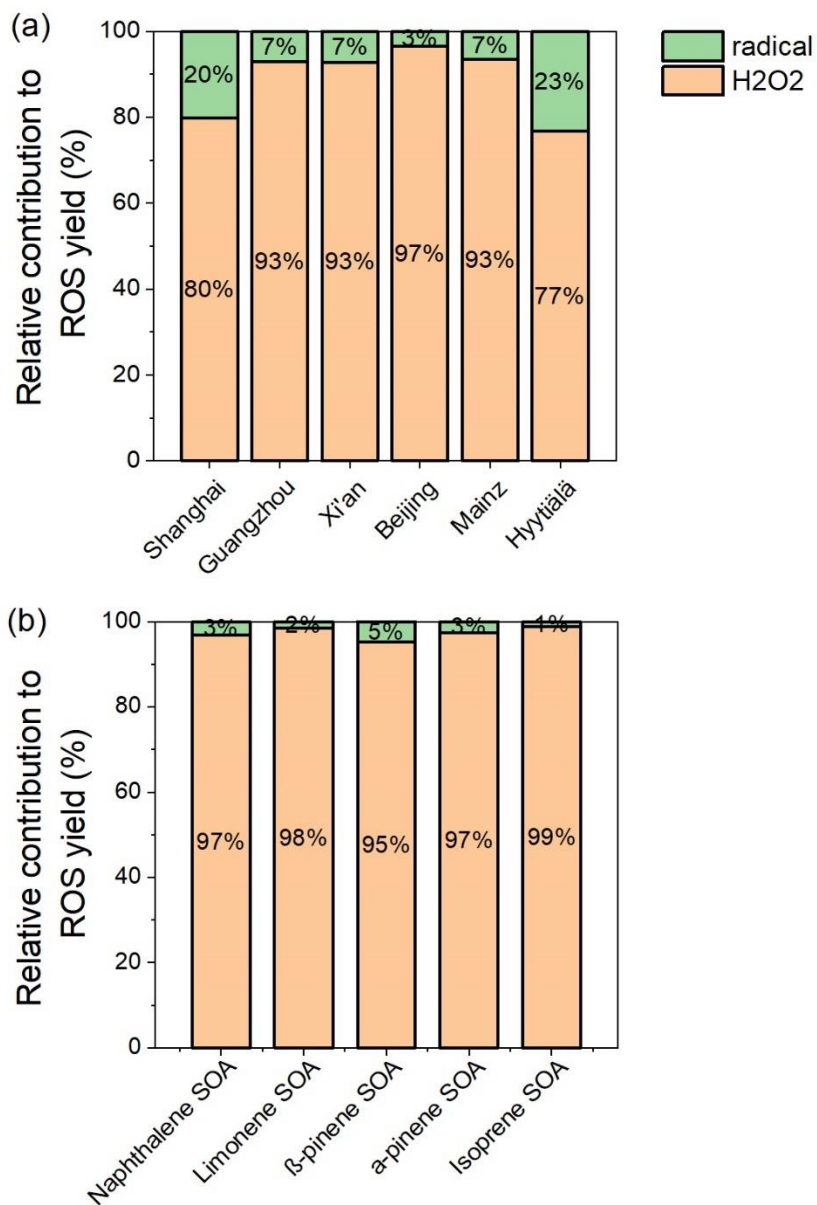 (a)
radical
H2O2
Relative contribution to
ROS yield (%)
100
80
60
40
20
0
20%
7%
7%
3%
7%
23%
80%
93%
93%
97%
93%
77%
Shanghai
Guangzhou
Xi'an
Beijing
Mainz
Hyytiälä
(b)
Relative contribution to
ROS yield (%)
100
80
60
40
20
0
3%
2%
5%
3%
1%
97%
98%
95%
97%
99%
Naphthalene SOA
Limonene SOA
ß-pinene SOA
a-pinene SOA
Isoprene SOA